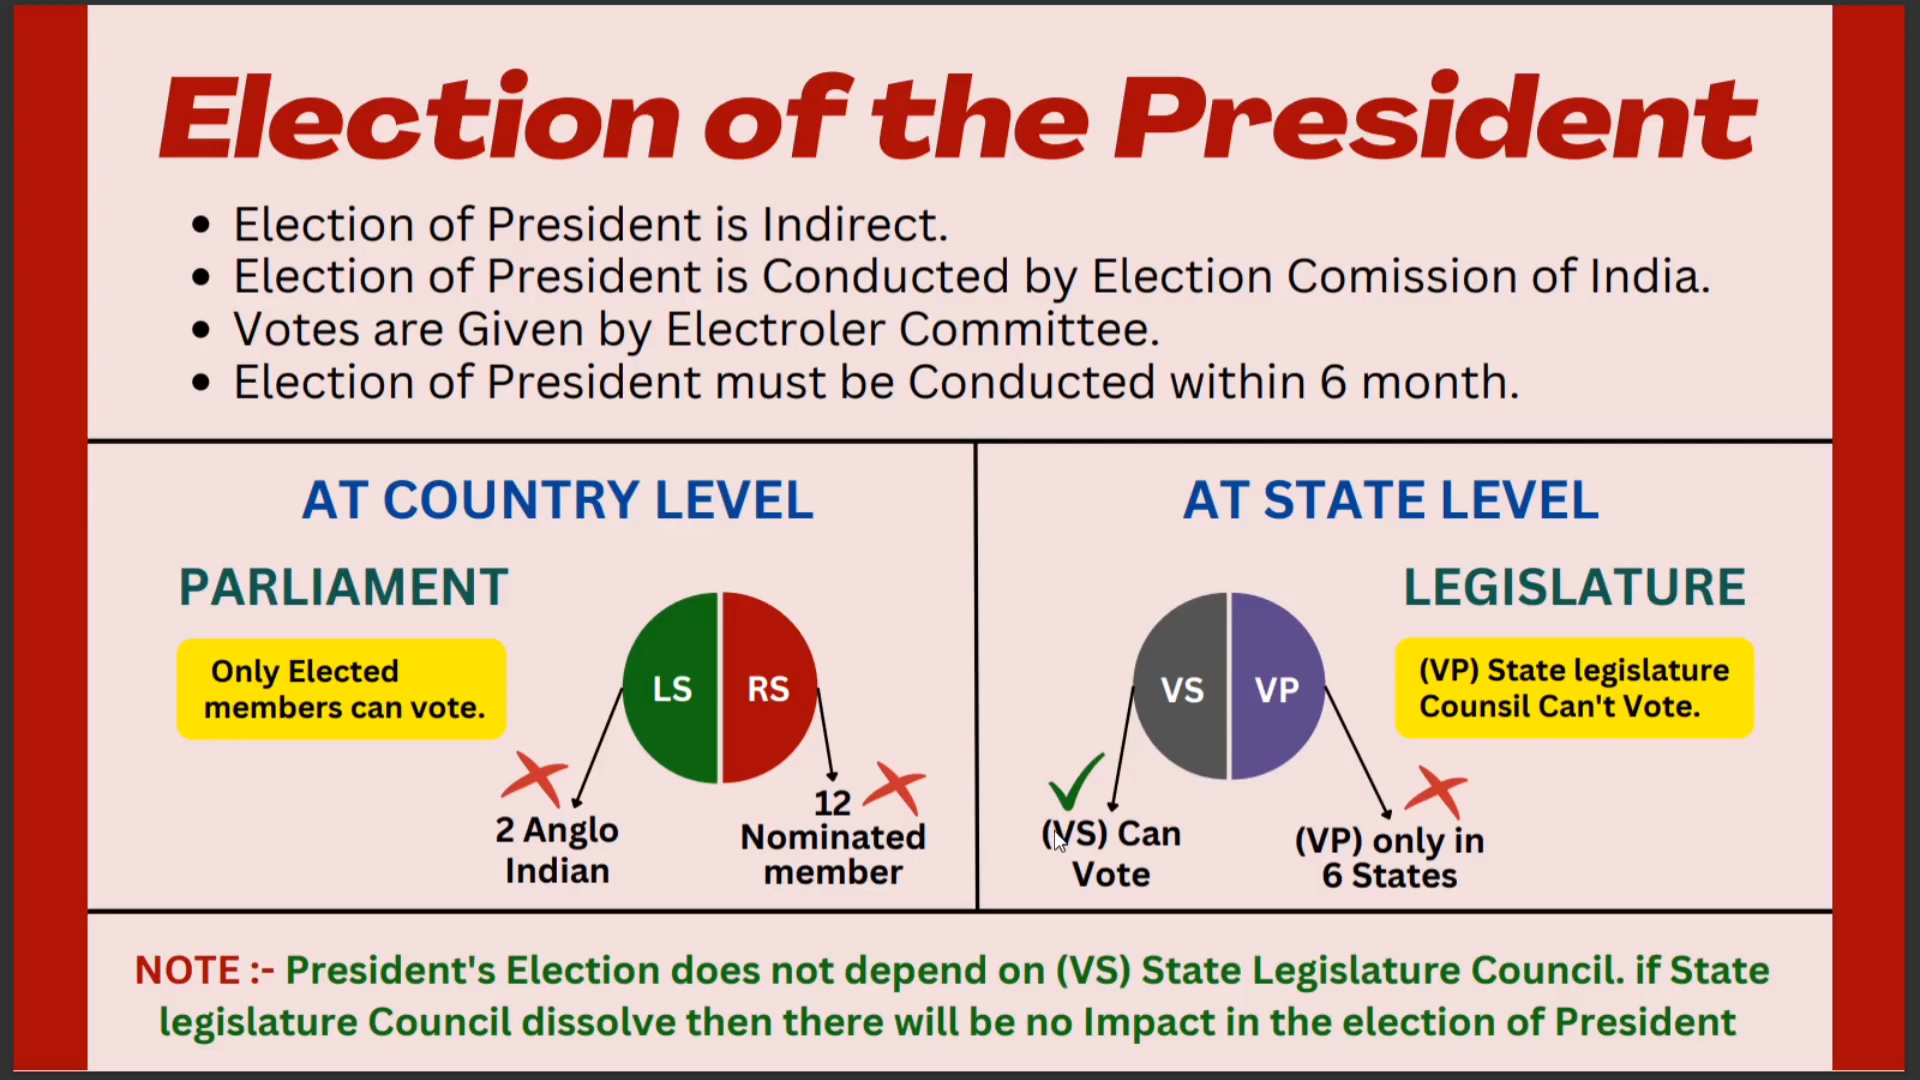 Election of the President
Election of President is Indirect.
Election of President is Conducted by Election Comission of India.
Votes are Given by Electroler Committee.
Election of President must be Conducted within 6 month.
AT COUNTRY LEVEL
PARLIAMENT
Only Elected
members can vote.
LS
RS
2 Anglo
Indian
12
Nominated
member
AT STATE LEVEL
LEGISLATURE
VS
VP
(VP) State legislature
Counsil Can't Vote.
(VS) Can
Vote
(VP) only in
6 States
NOTE :- President's Election does not depend on (VS) State Legislature Council. if State
legislature Council dissolve then there will be no Impact in the election of President